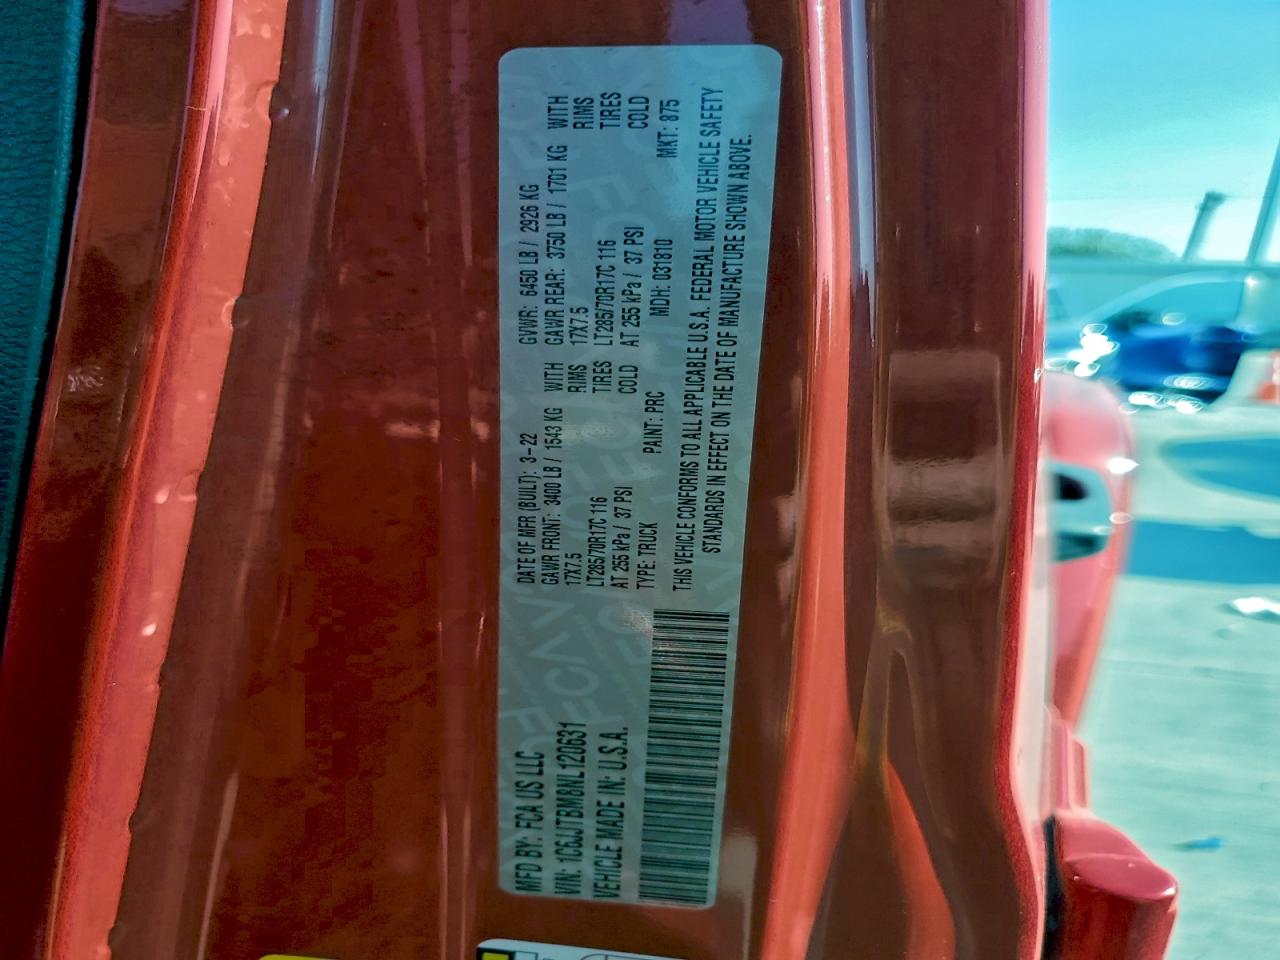 MFD BY: FCA US LLC
VIN: 1C6JJTBM8NL120631
VEHICLE MADE IN: U.S.A.
DATE OF MFR (BUILT): 3-22 GVWR: 6450 LB / 2926 KG
GAWR FRONT: 3400 LB / 1543 KG WITH GAWR REAR: 3750 LB / 1701 KG WITH
17X7.5 RIMS 17X7.5 RIMS
LT285/70R17C 116 TIRES LT285/70R17C 116 TIRES
AT 255 kPa / 37 PSI COLD AT 255 kPa / 37 PSI COLD
TYPE: TRUCK PAINT: PRC MDH: 031810 MKT: 875
THIS VEHICLE CONFORMS TO ALL APPLICABLE U.S.A. FEDERAL MOTOR VEHICLE SAFETY
STANDARDS IN EFFECT ON THE DATE OF MANUFACTURE SHOWN ABOVE.